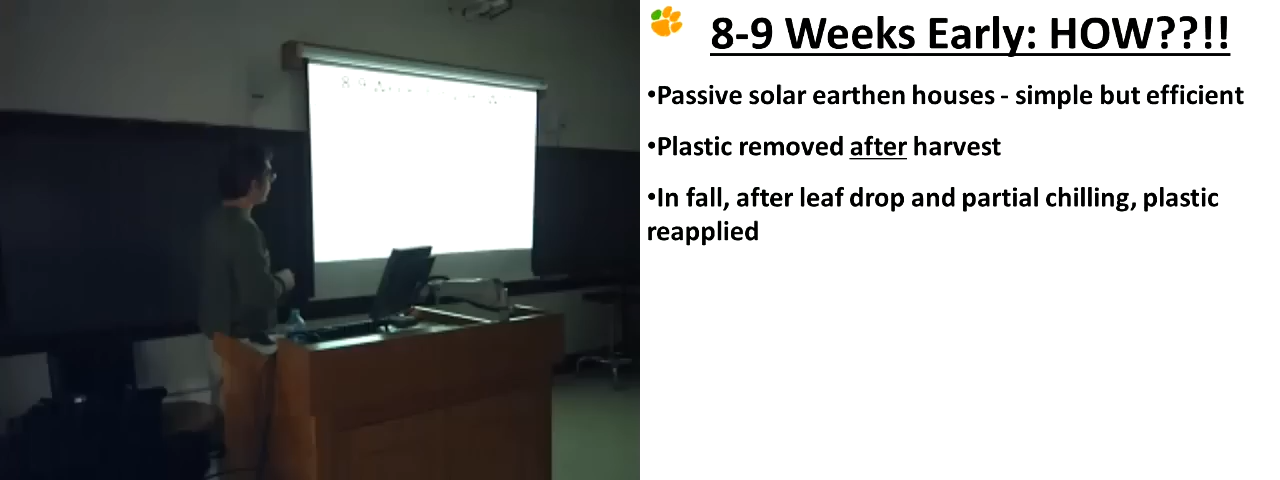 8-9 Weeks Early: HOW??!!
•Passive solar earthen houses - simple but efficient
•Plastic removed after harvest
•In fall, after leaf drop and partial chilling, plastic
reapplied